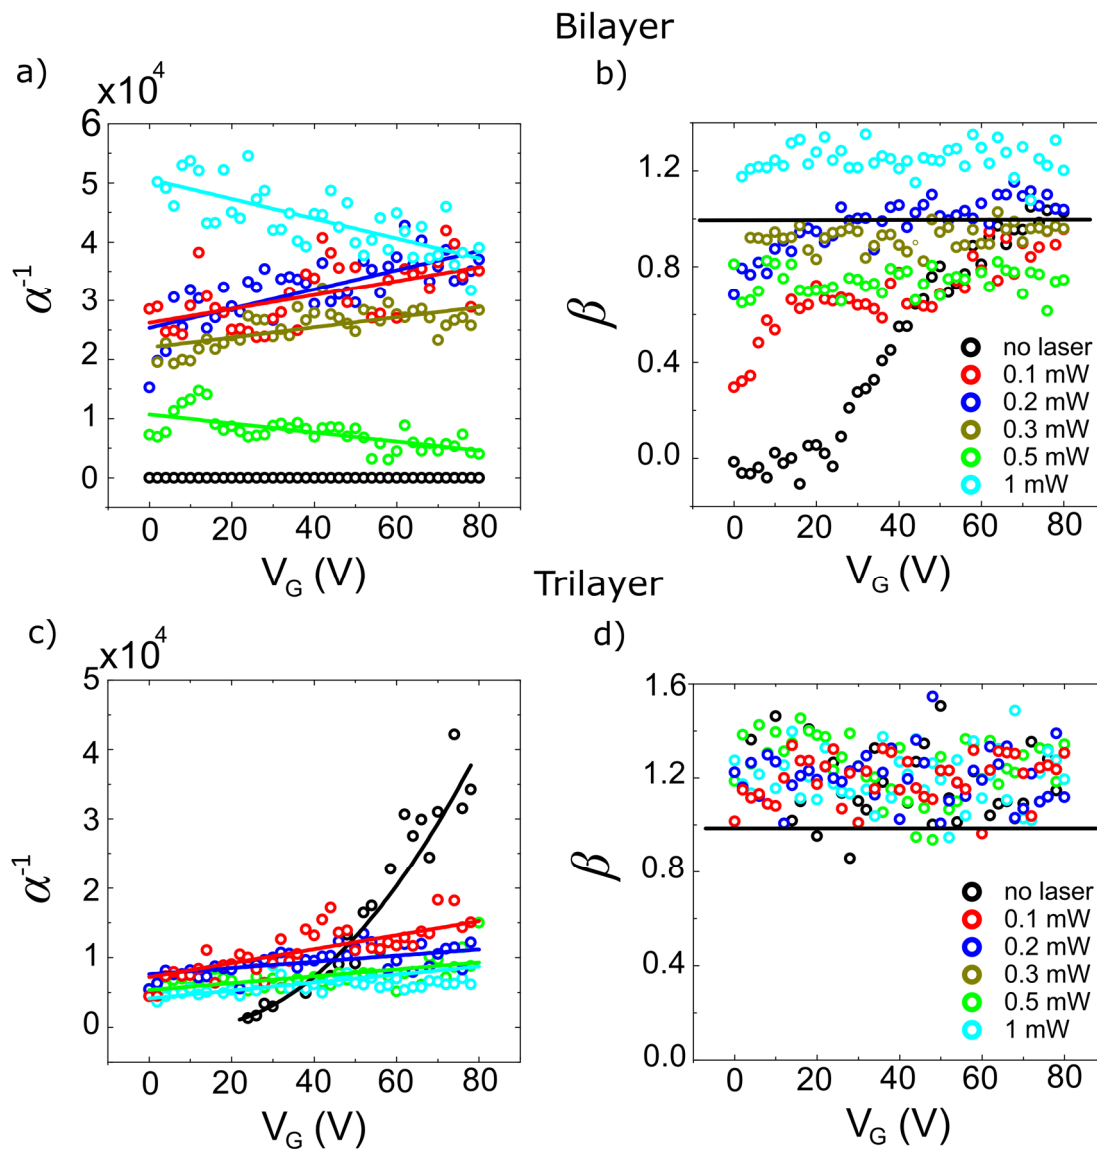 Bilayer
a)
x10⁴
6
5
4
3
2
1
0
α⁻¹
0 20 40 60 80
V_G (V)
b)
1.2
0.8
0.4
0.0
β
no laser
0.1 mW
0.2 mW
0.3 mW
0.5 mW
1 mW
0 20 40 60 80
V_G (V)
Trilayer
c)
x10⁴
5
4
3
2
1
0
α⁻¹
0 20 40 60 80
V_G (V)
d)
1.6
1.2
0.8
0.4
0.0
β
no laser
0.1 mW
0.2 mW
0.3 mW
0.5 mW
1 mW
0 20 40 60 80
V_G (V)